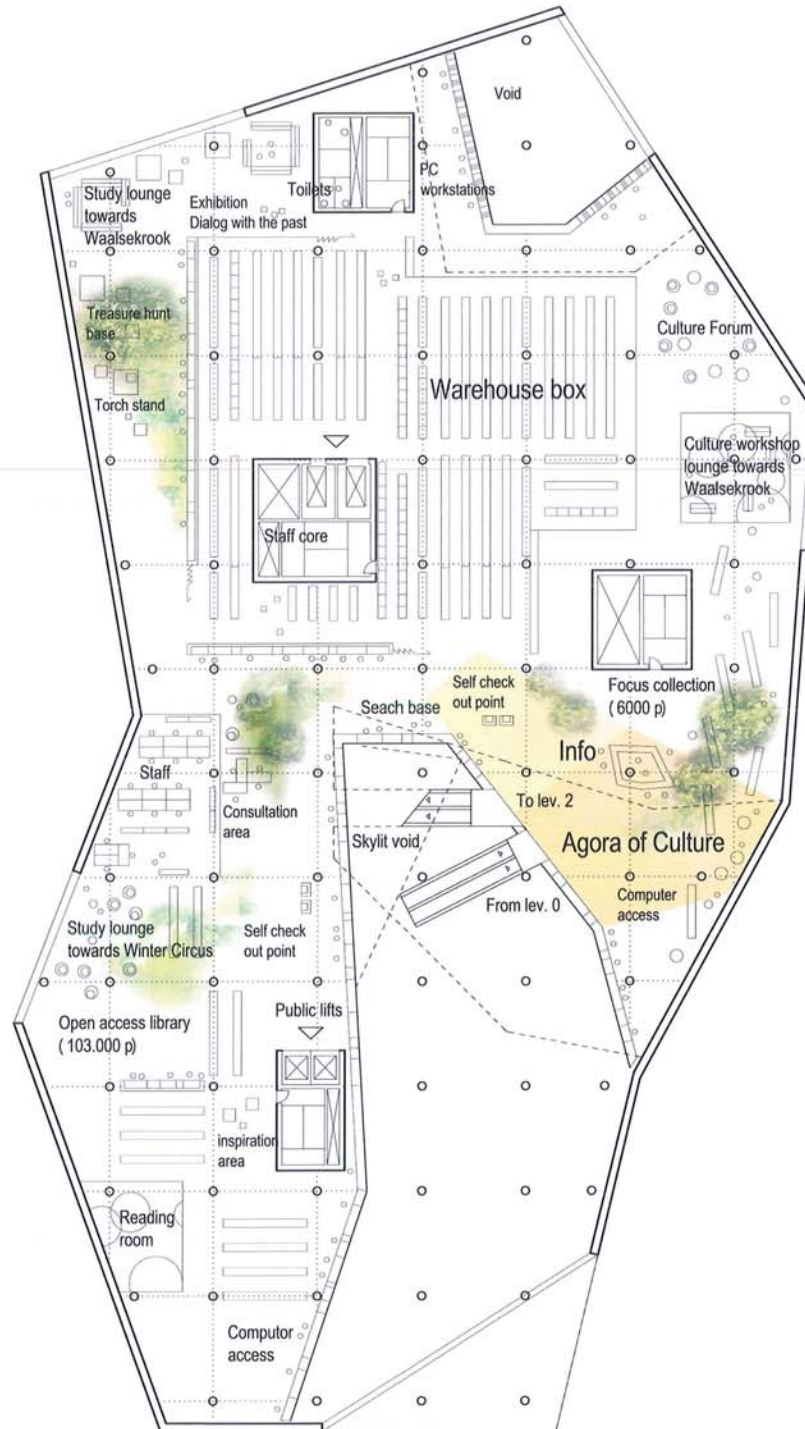 Void
Study lounge
towards
Waalsekrook
Exhibition
Dialog with the past
Toilets
PC
workstations
Treasure hunt
base
Torch stand
Culture Forum
Warehouse box
Culture workshop
lounge towards
Waalsekrook
Staff core
Focus collection
( 6000 p)
Self check
out point
Seach base
Info
Staff
Consultation
area
To lev. 2
Skylit void
Agora of Culture
Computer
access
From lev. 0
Study lounge
towards Winter Circus
Self check
out point
Open access library
( 103.000 p)
Public lifts
inspiration
area
Reading
room
Computor
access